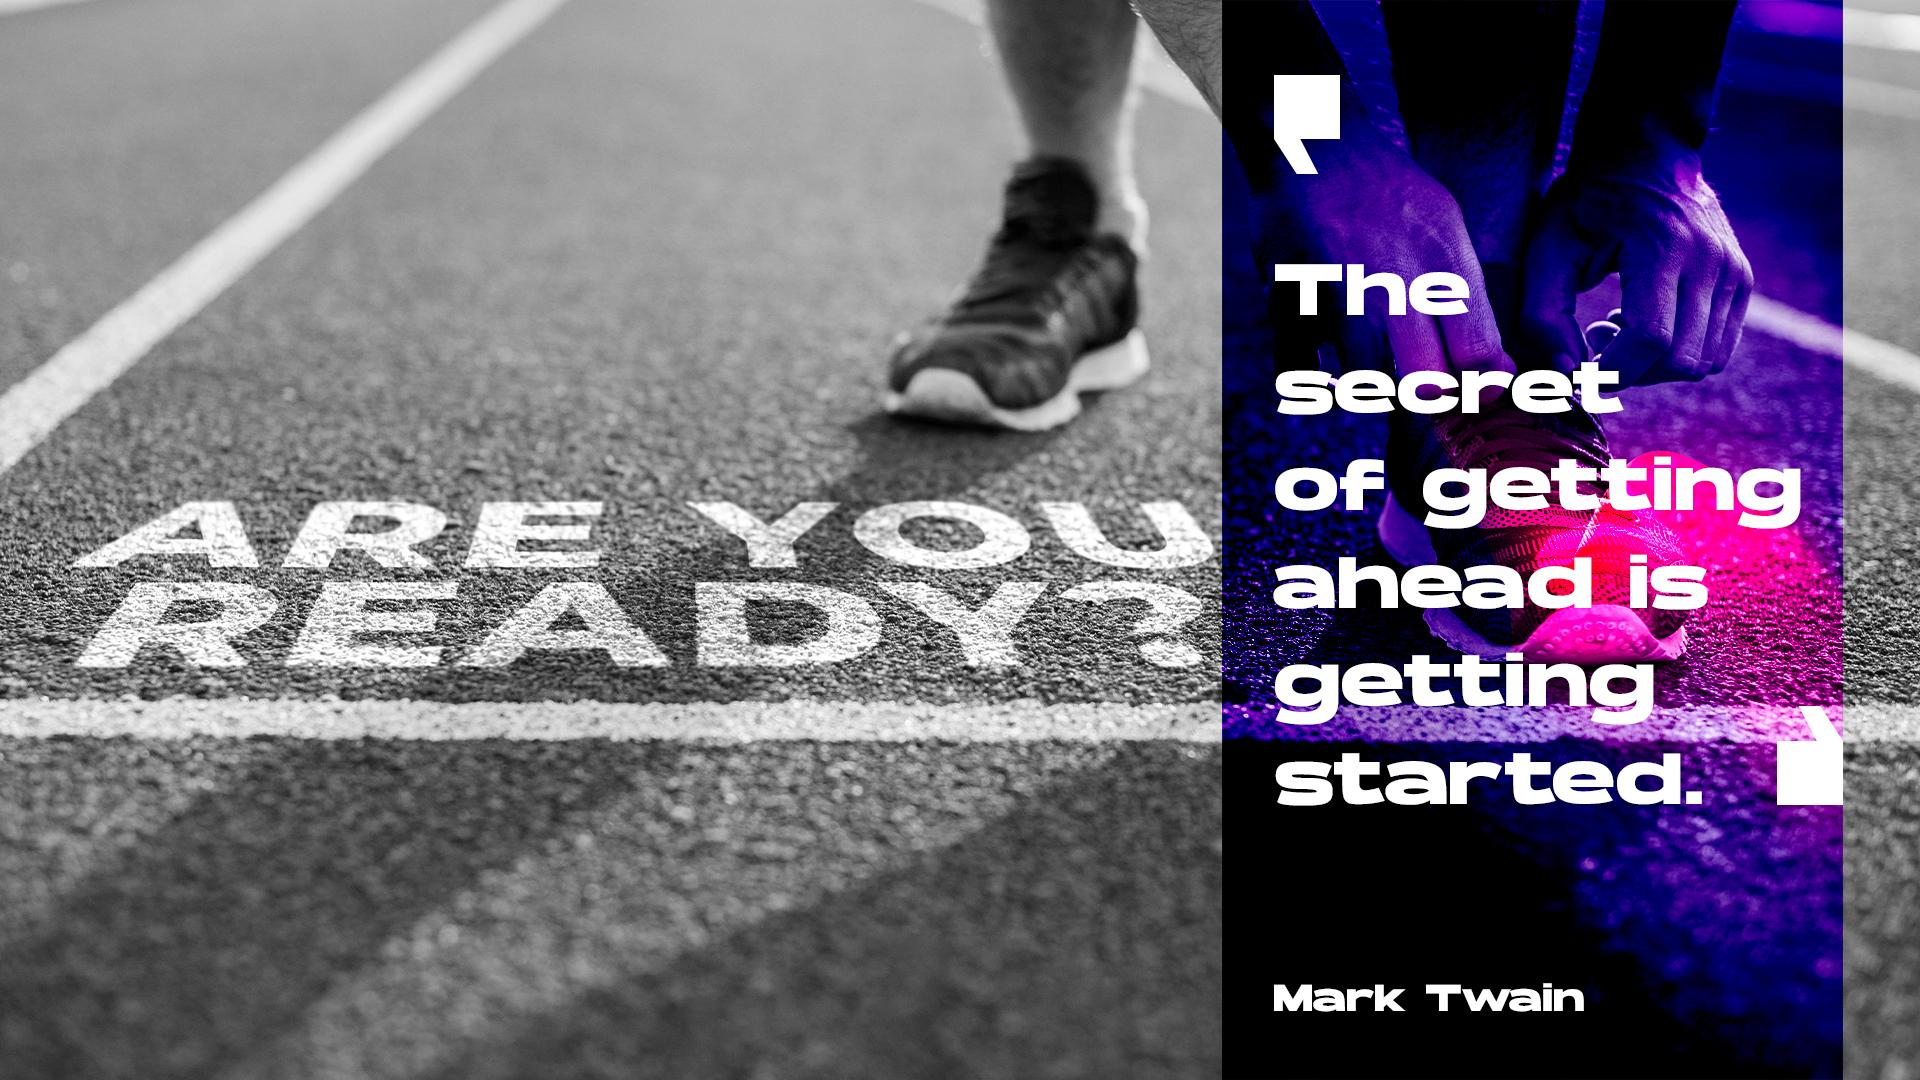 ARE YOU
READY?
The
secret
of getting
ahead is
getting
started.
Mark Twain